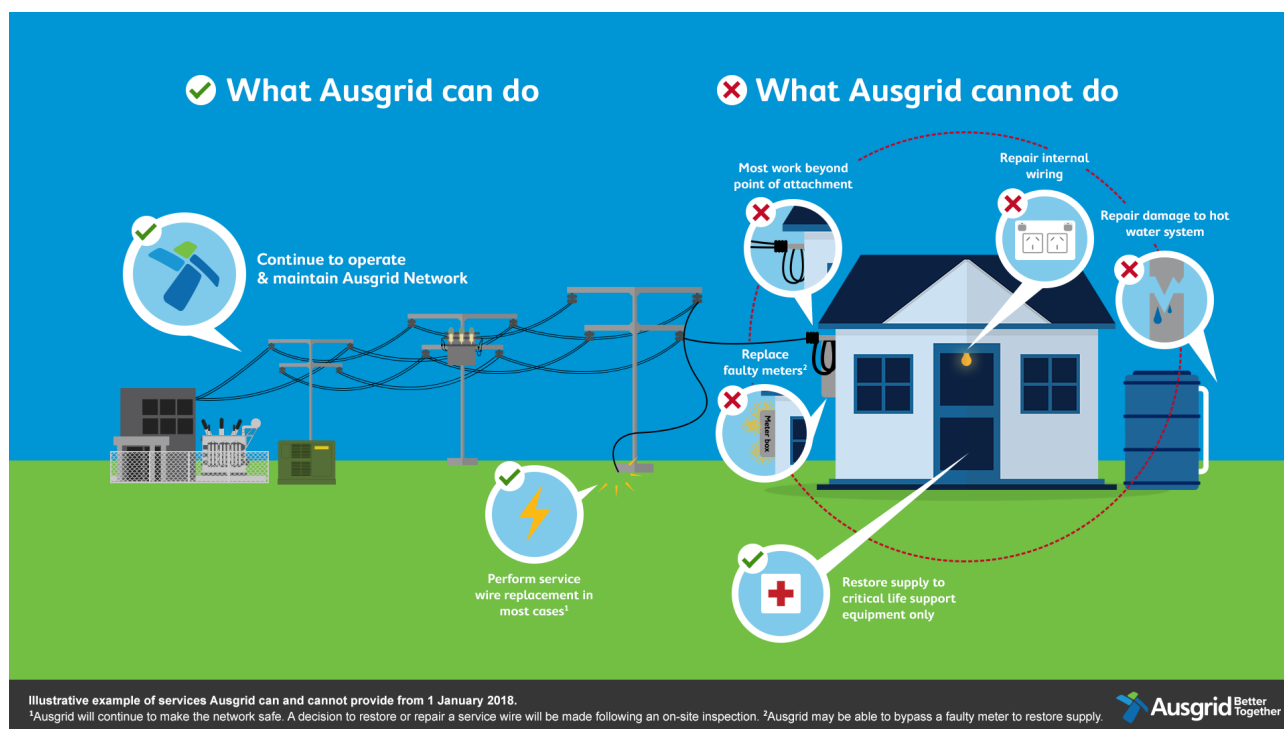 What Ausgrid can do
What Ausgrid cannot do
Continue to operate
& maintain Ausgrid Network
Most work beyond
point of attachment
Repair internal
wiring
Repair damage to hot
water system
Replace
faulty meters²
Meter box
Perform service
wire replacement in
most cases¹
Restore supply to
critical life support
equipment only
Illustrative example of services Ausgrid can and cannot provide from 1 January 2018.
¹Ausgrid will continue to make the network safe. A decision to restore or repair a service wire will be made following an on-site inspection. ²Ausgrid may be able to bypass a faulty meter to restore supply.
Ausgrid
Better
Together